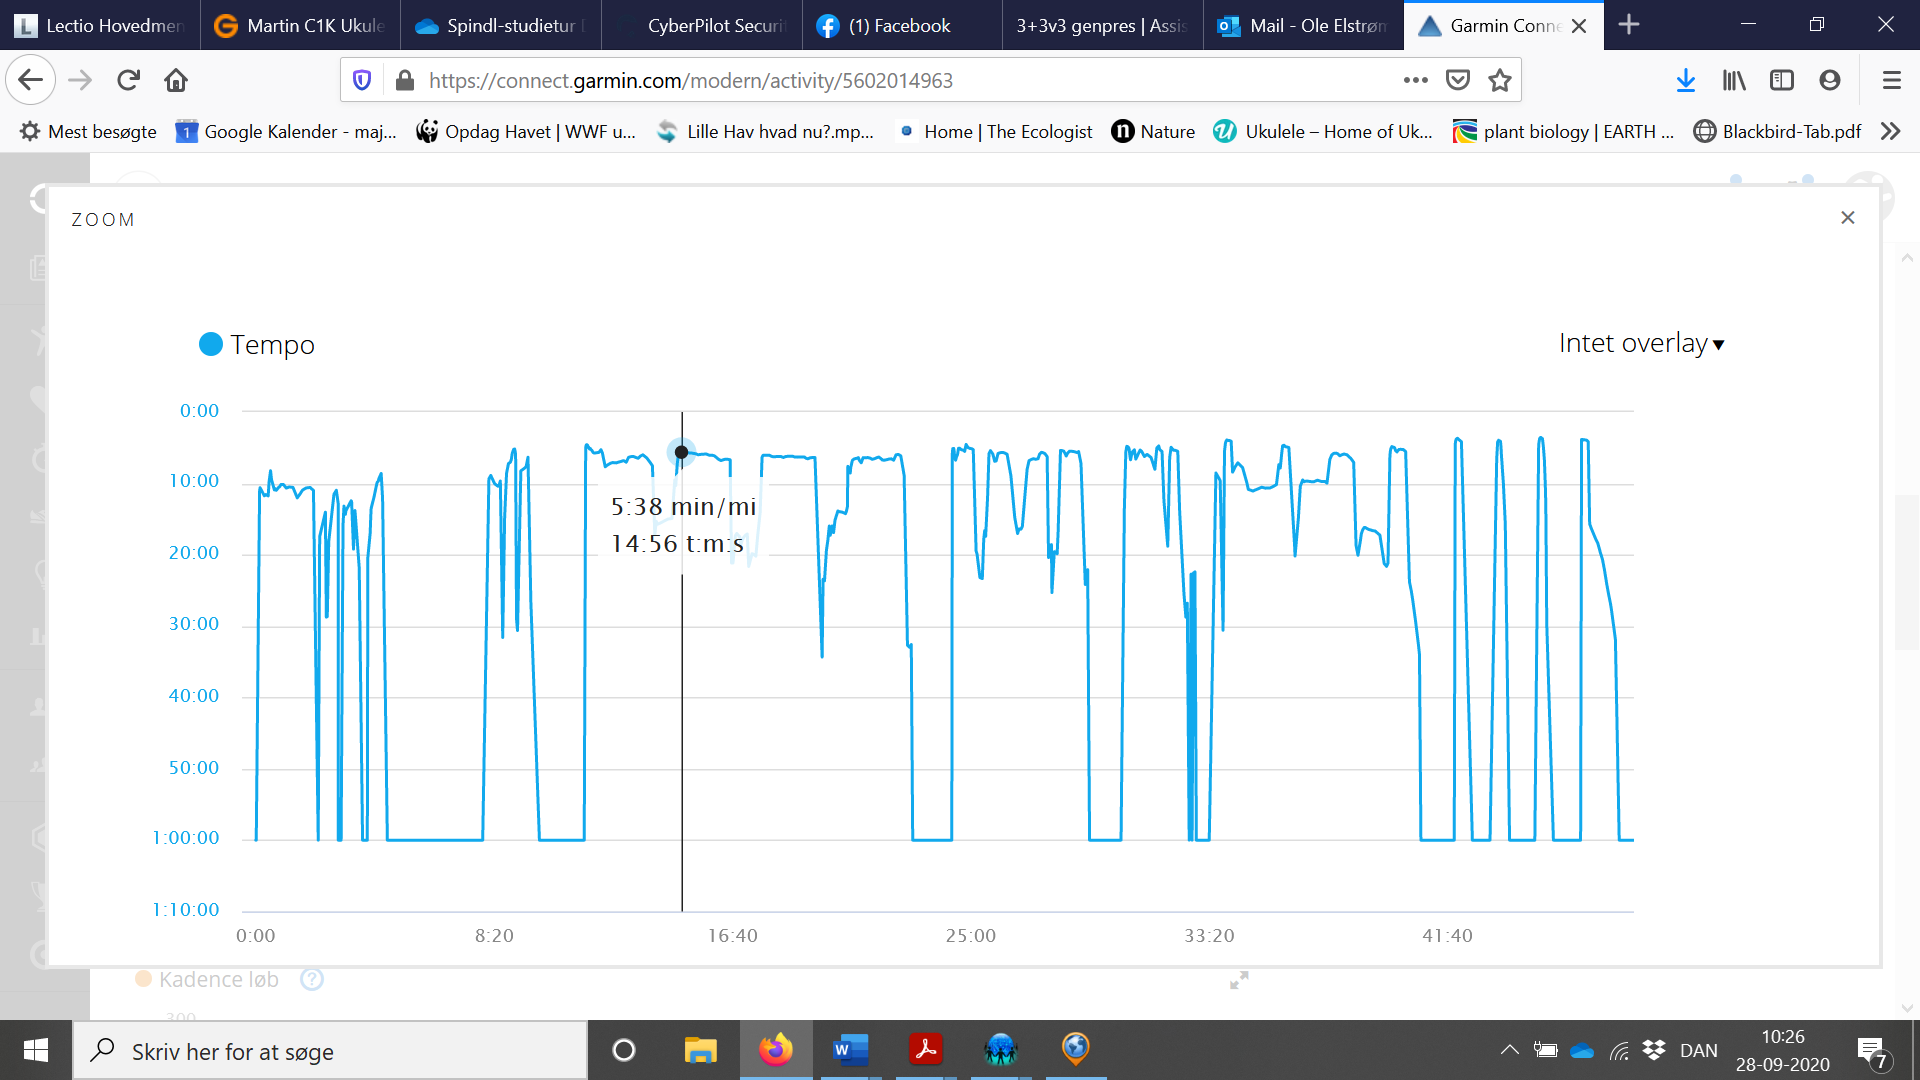 Lectio Hovedmen
Martin C1K Ukule
Spindl-studietur
CyberPilot Securi
(1) Facebook
3+3v3 genpres | Assis
Mail - Ole Elstrøm
Garmin Conne
https://connect.garmin.com/modern/activity/5602014963
Mest besøgte
Google Kalender - maj...
Opdag Havet | WWF u...
Lille Hav hvad nu?.mp...
Home | The Ecologist
Nature
Ukulele – Home of Uk...
plant biology | EARTH ...
Blackbird-Tab.pdf
ZOOM
Tempo
Intet overlay
0:00
10:00
20:00
30:00
40:00
50:00
1:00:00
1:10:00
5:38 min/mi
14:56 t:m:s
0:00
8:20
16:40
25:00
33:20
41:40
Kadence løb
300
Skriv her for at søge
DAN
10:26
28-09-2020
7